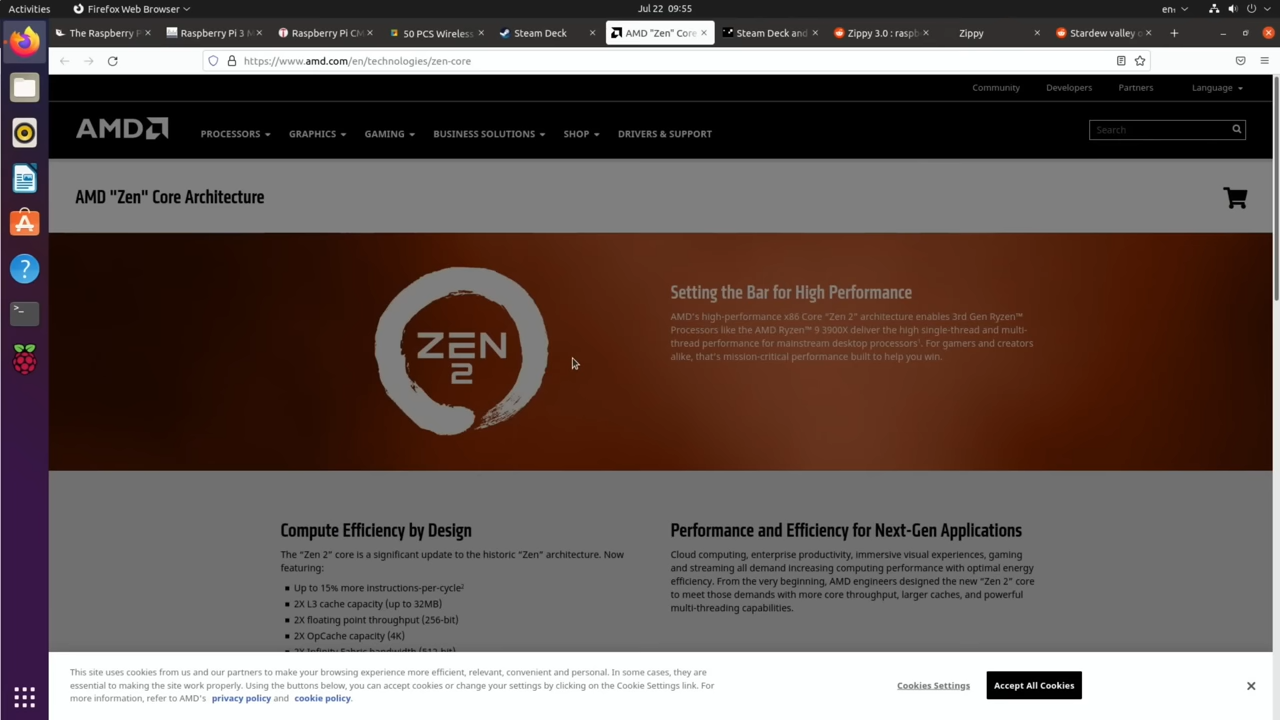 Activities
Firefox Web Browser
Jul 22 09:55
en
The Raspberry P
Raspberry Pi 3 M
Raspberry Pi CM
50 PCS Wireless
Steam Deck
AMD "Zen" Core
Steam Deck and
Zippy 3.0 : raspb
Zippy
Stardew valley o
https://www.amd.com/en/technologies/zen-core
Community
Developers
Partners
Language
AMD
PROCESSORS
GRAPHICS
GAMING
BUSINESS SOLUTIONS
SHOP
DRIVERS & SUPPORT
Search
AMD "Zen" Core Architecture
ZEN
2
Setting the Bar for High Performance
AMD's high-performance x86 Core "Zen 2" architecture enables 3rd Gen Ryzen™
Processors like the AMD Ryzen™ 9 3900X deliver the high single-thread and multi-
thread performance for mainstream desktop processors¹. For gamers and creators
alike, that's mission-critical performance built to help you win.
Compute Efficiency by Design
The "Zen 2" core is a significant update to the historic "Zen" architecture. Now
featuring:
▪ Up to 15% more instructions-per-cycle²
▪ 2X L3 cache capacity (up to 32MB)
▪ 2X floating point throughput (256-bit)
▪ 2X OpCache capacity (4K)
▪ 2X Infinity Fabric bandwidth (512-bit)
Performance and Efficiency for Next-Gen Applications
Cloud computing, enterprise productivity, immersive visual experiences, gaming
and streaming all demand increasing computing performance with optimal energy
efficiency. From the very beginning, AMD engineers designed the new "Zen 2" core
to meet those demands with more core throughput, larger caches, and powerful
multi-threading capabilities.
This site uses cookies from us and our partners to make your browsing experience more efficient, relevant, convenient and personal. In some cases, they are
essential to making the site work properly. Using the buttons below, you can accept cookies or change your settings by clicking on the Cookie Settings link. For
more information, refer to AMD's privacy policy and cookie policy.
Cookies Settings
Accept All Cookies